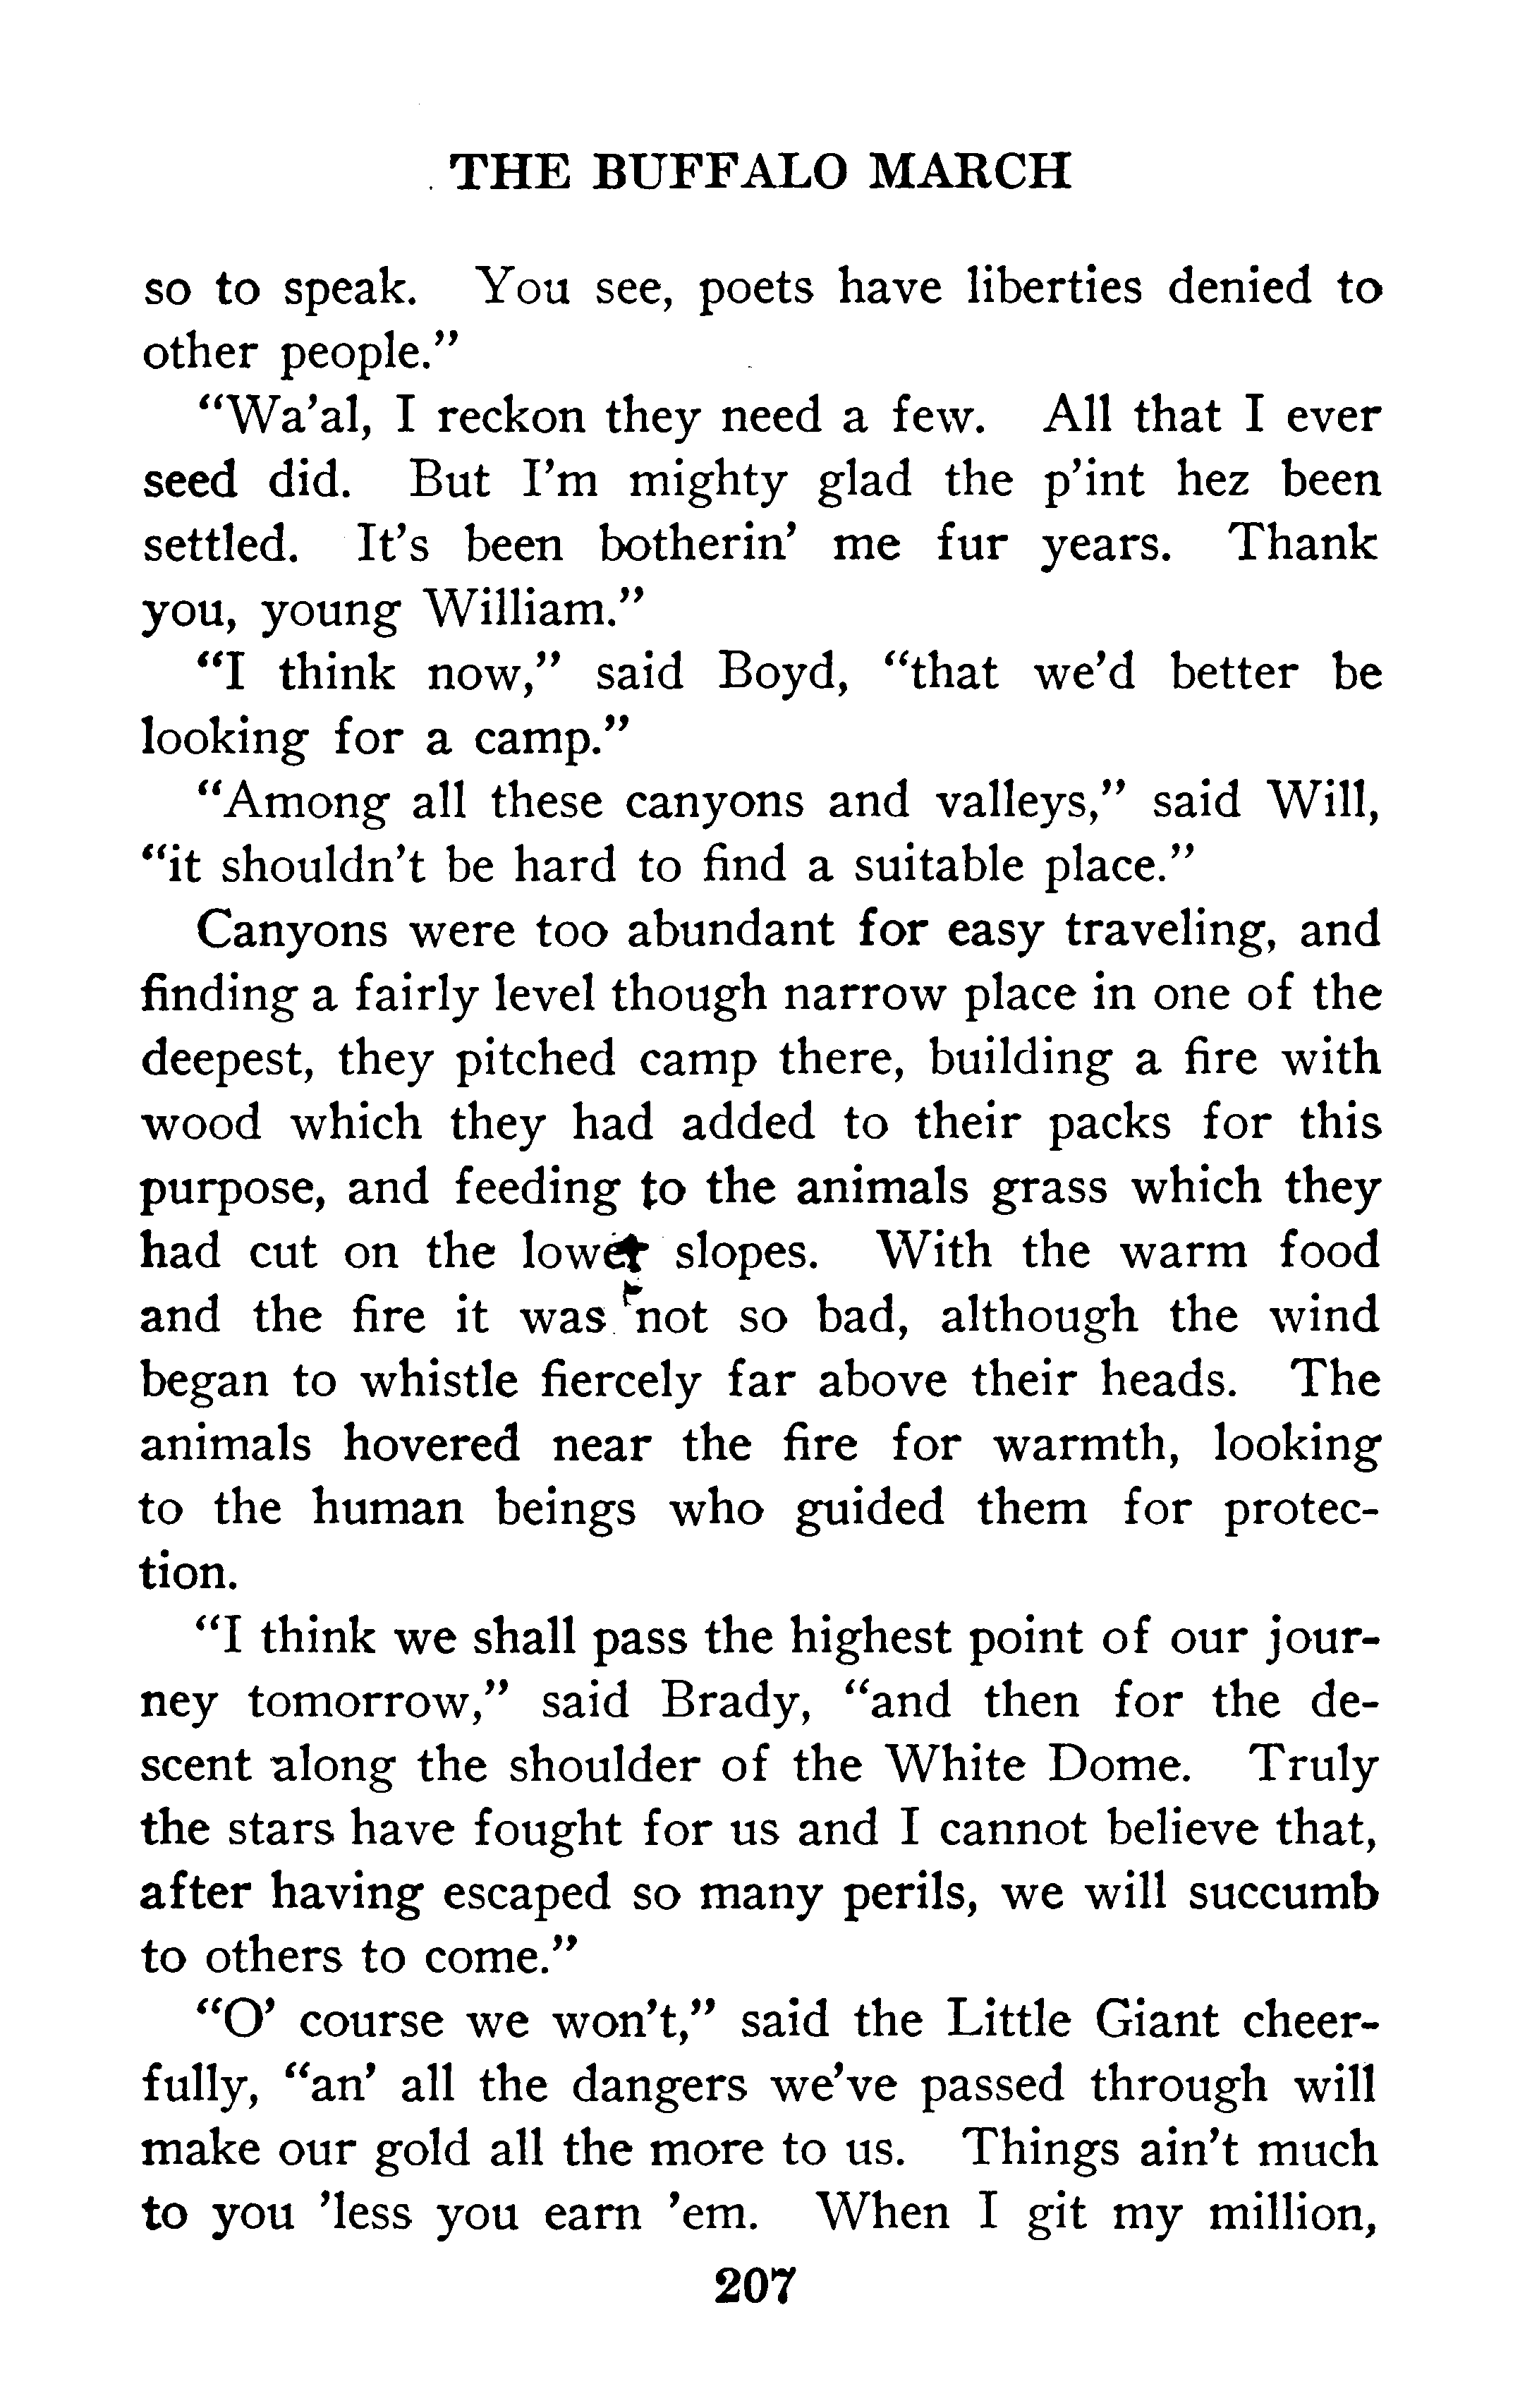 THE BUFFALO MARCH
so to speak. You see, poets have liberties denied to
other people."
"Wa'al, I reckon they need a few. All that I ever
seed did. But I'm mighty glad the p'int hez been
settled. It's been botherin' me fur years. Thank
you, young William."
"I think now," said Boyd, "that we'd better be
looking for a camp."
"Among all these canyons and valleys," said Will,
"it shouldn't be hard to find a suitable place."
Canyons were too abundant for easy traveling, and
finding a fairly level though narrow place in one of the
deepest, they pitched camp there, building a fire with
wood which they had added to their packs for this
purpose, and feeding to the animals grass which they
had cut on the lower slopes. With the warm food
and the fire it was not so bad, although the wind
began to whistle fiercely far above their heads. The
animals hovered near the fire for warmth, looking
to the human beings who guided them for protec-
tion.
"I think we shall pass the highest point of our jour-
ney tomorrow," said Brady, "and then for the de-
scent along the shoulder of the White Dome. Truly
the stars have fought for us and I cannot believe that,
after having escaped so many perils, we will succumb
to others to come."
"O' course we won't," said the Little Giant cheer-
fully, "an' all the dangers we've passed through will
make our gold all the more to us. Things ain't much
to you 'less you earn 'em. When I git my million,
207